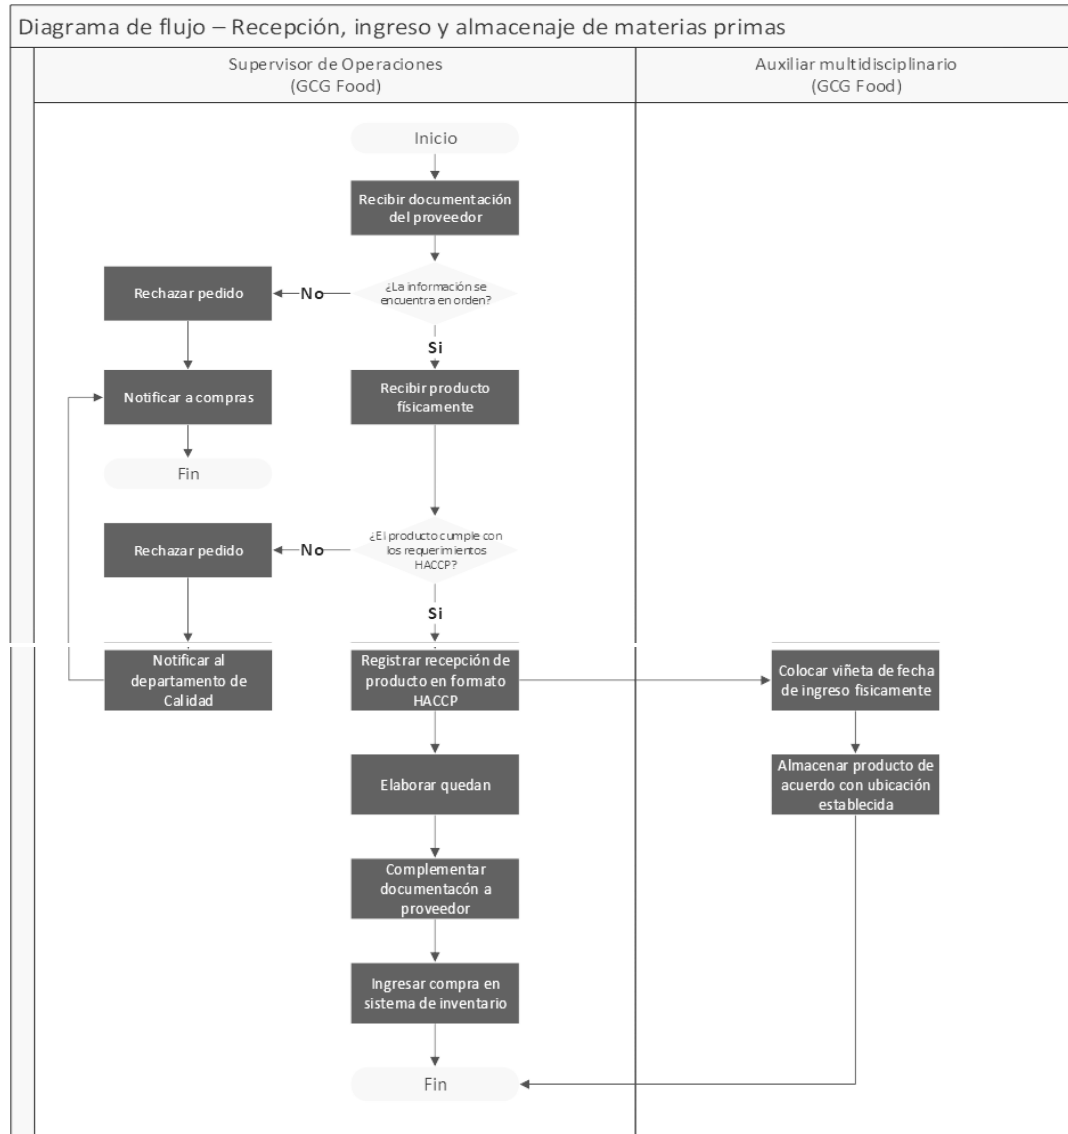 Diagrama de flujo – Recepción, ingreso y almacenaje de materias primas
Supervisor de Operaciones
(GCG Food)
Auxiliar multidisciplinario
(GCG Food)
Inicio
Recibir documentación
del proveedor
¿La información se
encuentra en orden?
No
Rechazar pedido
Si
Notificar a compras
Recibir producto
físicamente
Fin
¿El producto cumple con
los requerimientos
HACCP?
No
Rechazar pedido
Si
Notificar al
departamento de
Calidad
Registrar recepción de
producto en formato
HACCP
Colocar viñeta de fecha
de ingreso fisicamente
Elaborar quedan
Almacenar producto de
acuerdo con ubicación
establecida
Complementar
documentacón a
proveedor
Ingresar compra en
sistema de inventario
Fin